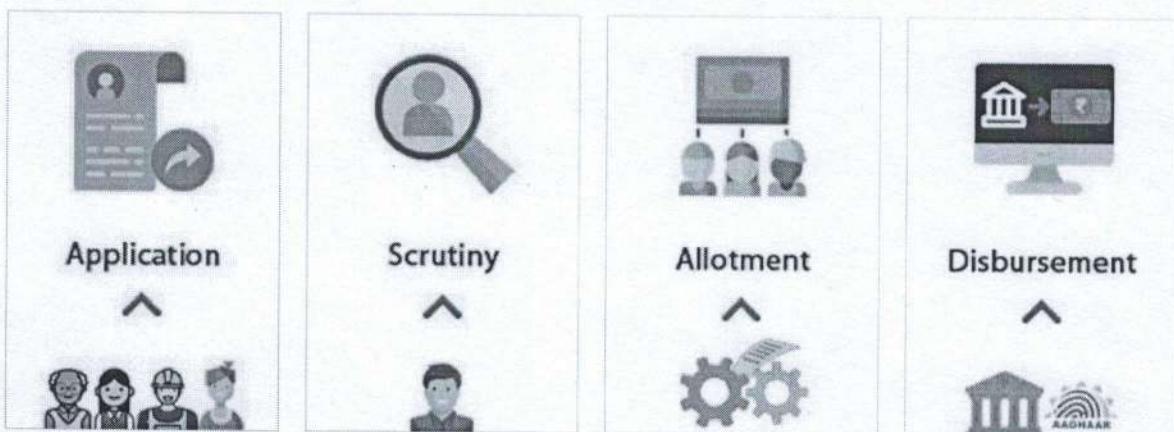 Application
Scrutiny
Allotment
Disbursement
₹
AADHAAR